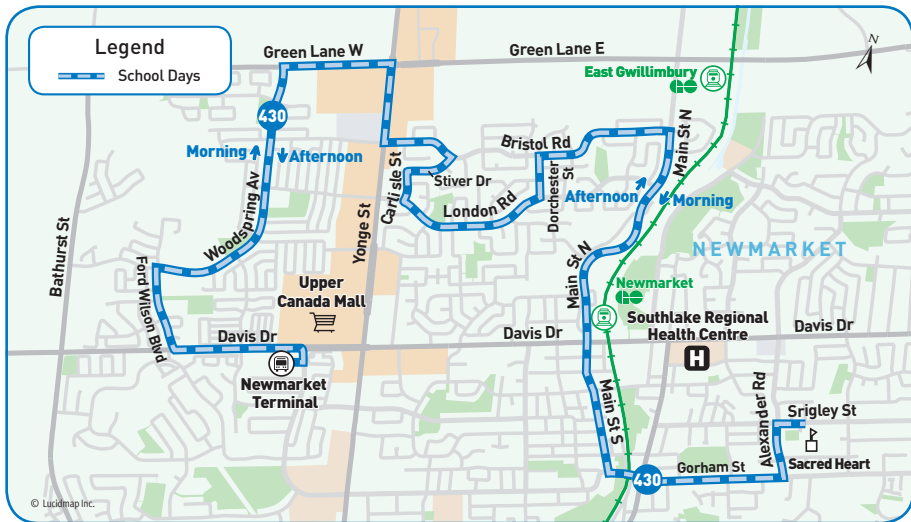 Legend
School Days
Green Lane W
Green Lane E
N
East Gwillimbury
430
Morning
Afternoon
Bristol Rd
Main St N
Carlisle St
Stiver Dr
London Rd
Dorchester
St
Afternoon
Morning
Woodspring Av
Yonge St
Bathurst St
NEWMARKET
Ford Wilson Blvd
Main St N
Upper
Canada Mall
Newmarket
Southlake Regional
Health Centre
Davis Dr
Davis Dr
Davis Dr
H
Newmarket
Terminal
Main St S
Alexander Rd
Srigley St
Sacred Heart
Gorham St
430
© Lucidmap Inc.